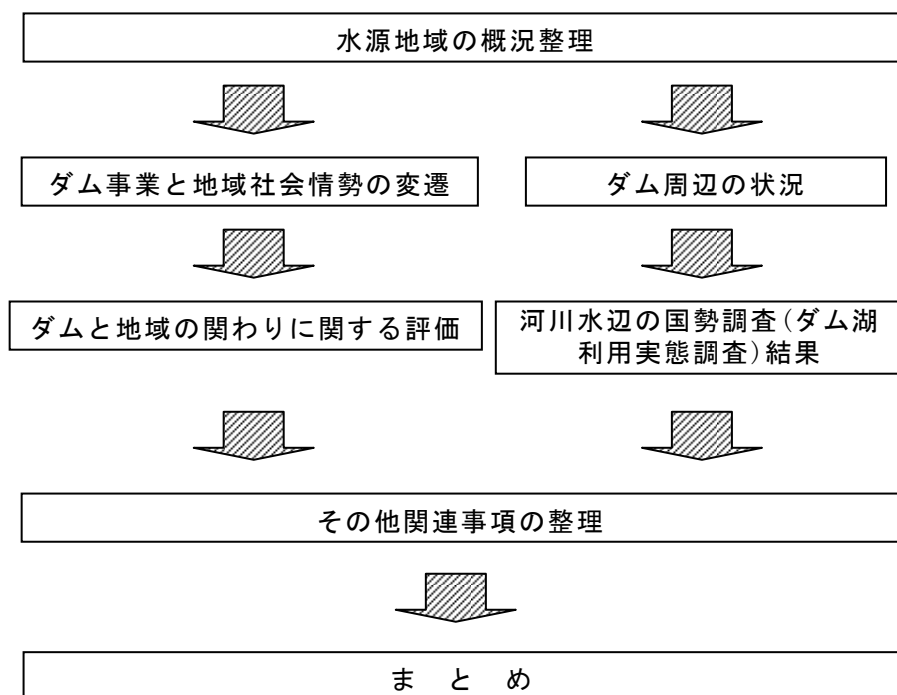 水源地域の概況整理
ダム事業と地域社会情勢の変遷
ダム周辺の状況
ダムと地域の関わりに関する評価
河川水辺の国勢調査(ダム湖
利用実態調査)結果
その他関連事項の整理
まとめ